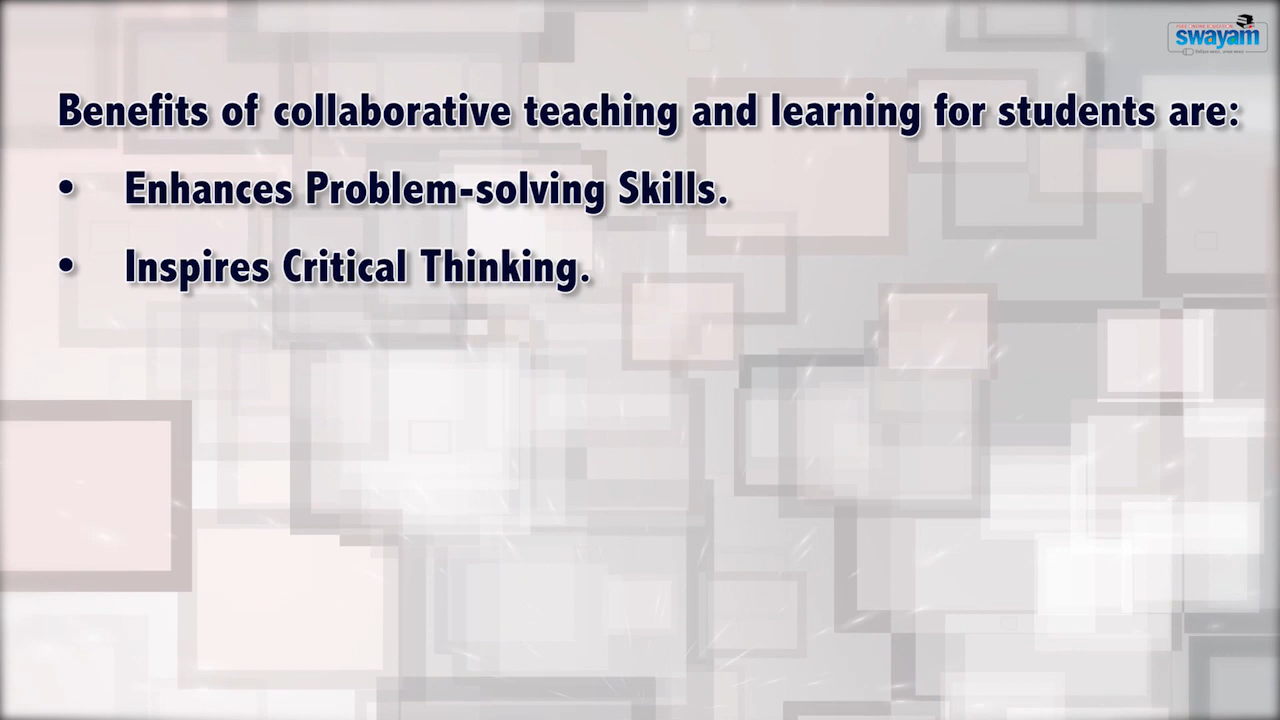 swayam
Benefits of collaborative teaching and learning for students are:
• Enhances Problem-solving Skills.
• Inspires Critical Thinking.